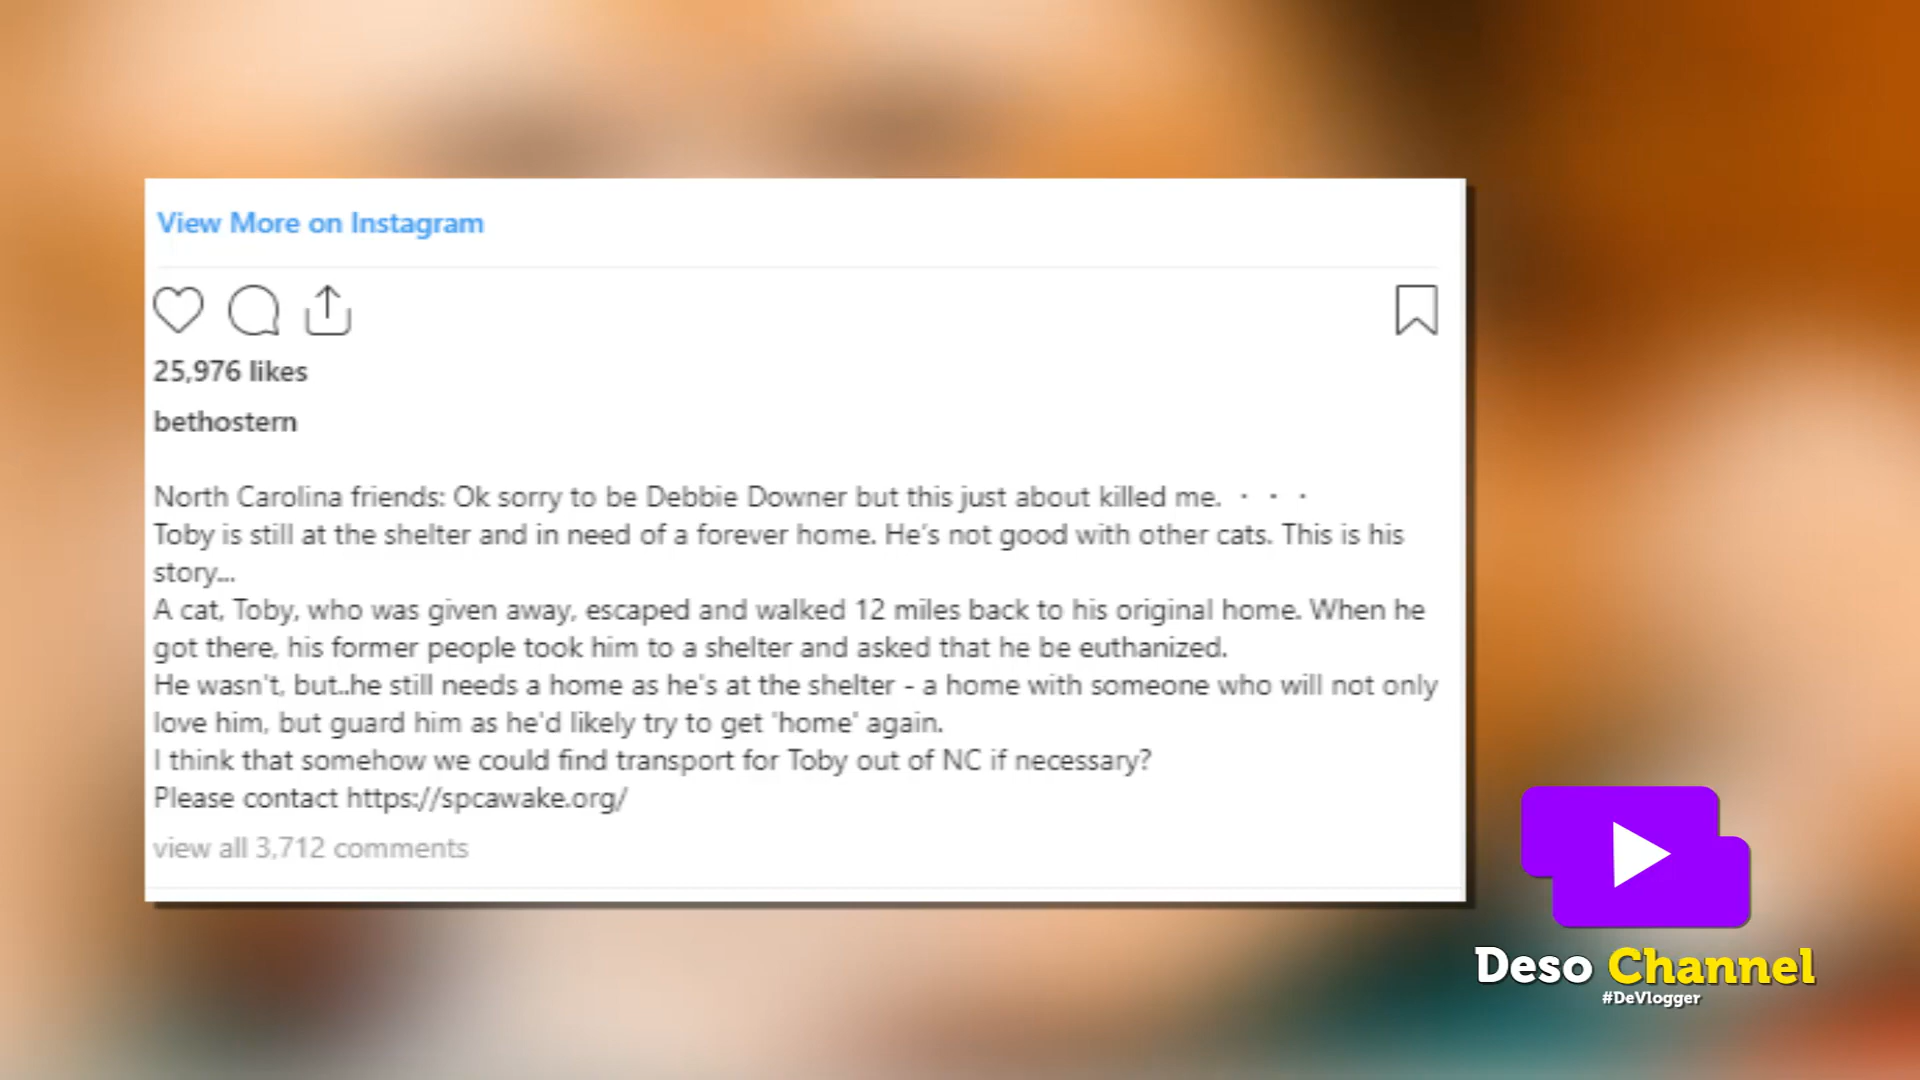 View More on Instagram
25,976 likes
bethostern
North Carolina friends: Ok sorry to be Debbie Downer but this just about killed me. · · ·
Toby is still at the shelter and in need of a forever home. He's not good with other cats. This is his
story...
A cat, Toby, who was given away, escaped and walked 12 miles back to his original home. When he
got there, his former people took him to a shelter and asked that he be euthanized.
He wasn't, but..he still needs a home as he's at the shelter - a home with someone who will not only
love him, but guard him as he'd likely try to get 'home' again.
I think that somehow we could find transport for Toby out of NC if necessary?
Please contact https://spcawake.org/
view all 3,712 comments
Deso Channel
#DeVlogger